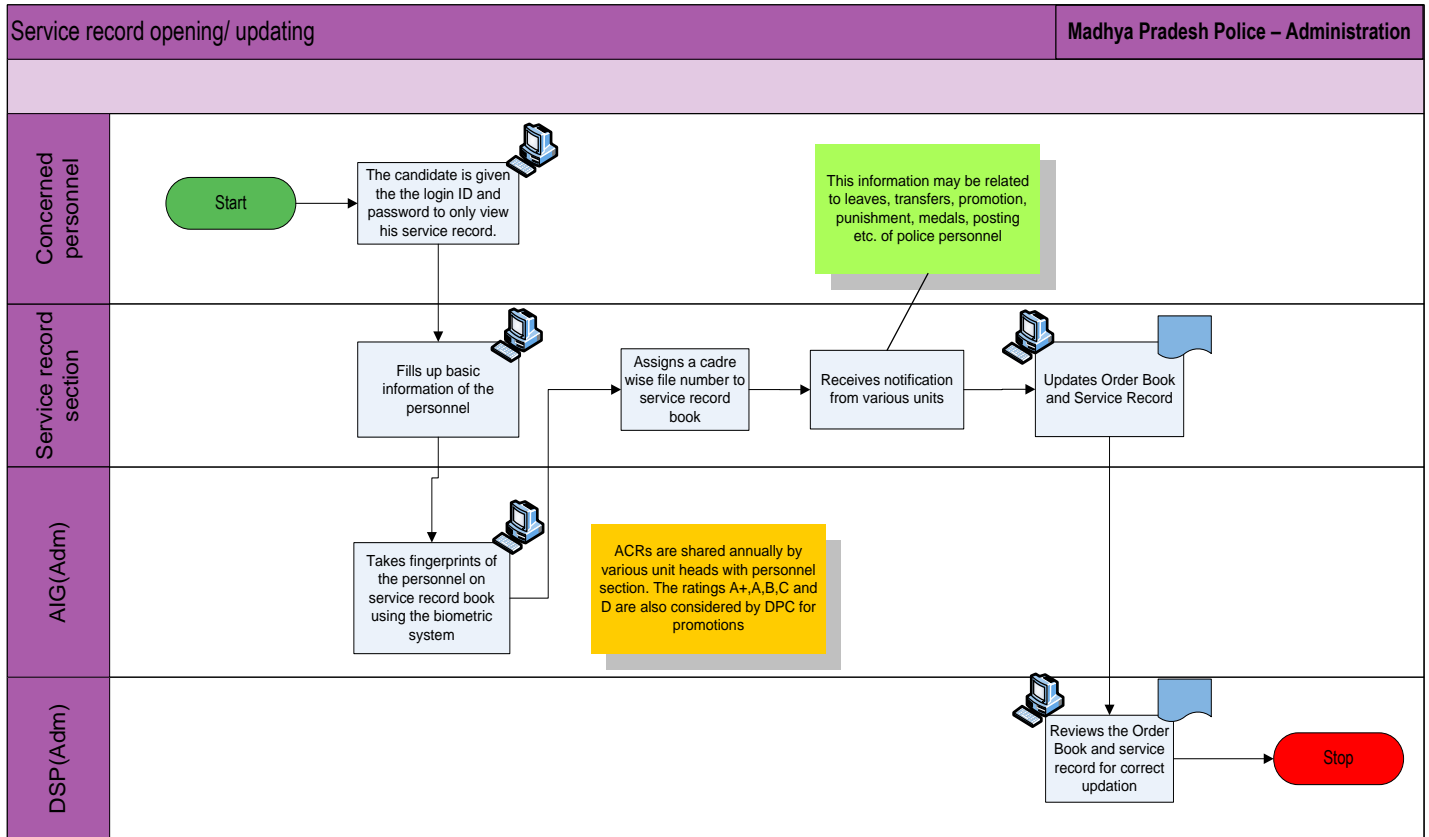 Service record opening/ updating
Madhya Pradesh Police – Administration
Concerned
personnel
Start
The candidate is given
the the login ID and
password to only view
his service record.
This information may be related
to leaves, transfers, promotion,
punishment, medals, posting
etc. of police personnel
Service record
section
Fills up basic
information of the
personnel
Assigns a cadre
wise file number to
service record
book
Receives notification
from various units
Updates Order Book
and Service Record
AIG(Adm)
Takes fingerprints of
the personnel on
service record book
using the biometric
system
ACRs are shared annually by
various unit heads with personnel
section. The ratings A+,A,B,C and
D are also considered by DPC for
promotions
DSP(Adm)
Reviews the Order
Book and service
record for correct
updation
Stop